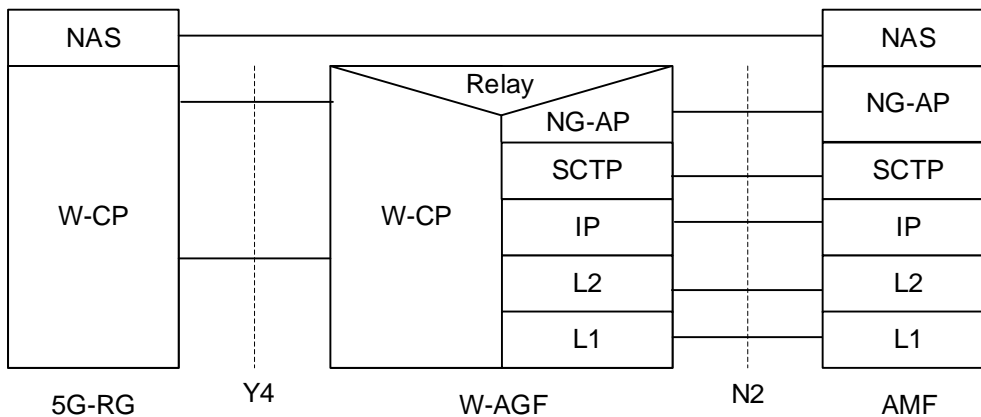 NAS
NAS
Relay
NG-AP
NG-AP
SCTP
SCTP
W-CP
W-CP
IP
IP
L2
L2
L1
L1
5G-RG
Y4
W-AGF
N2
AMF